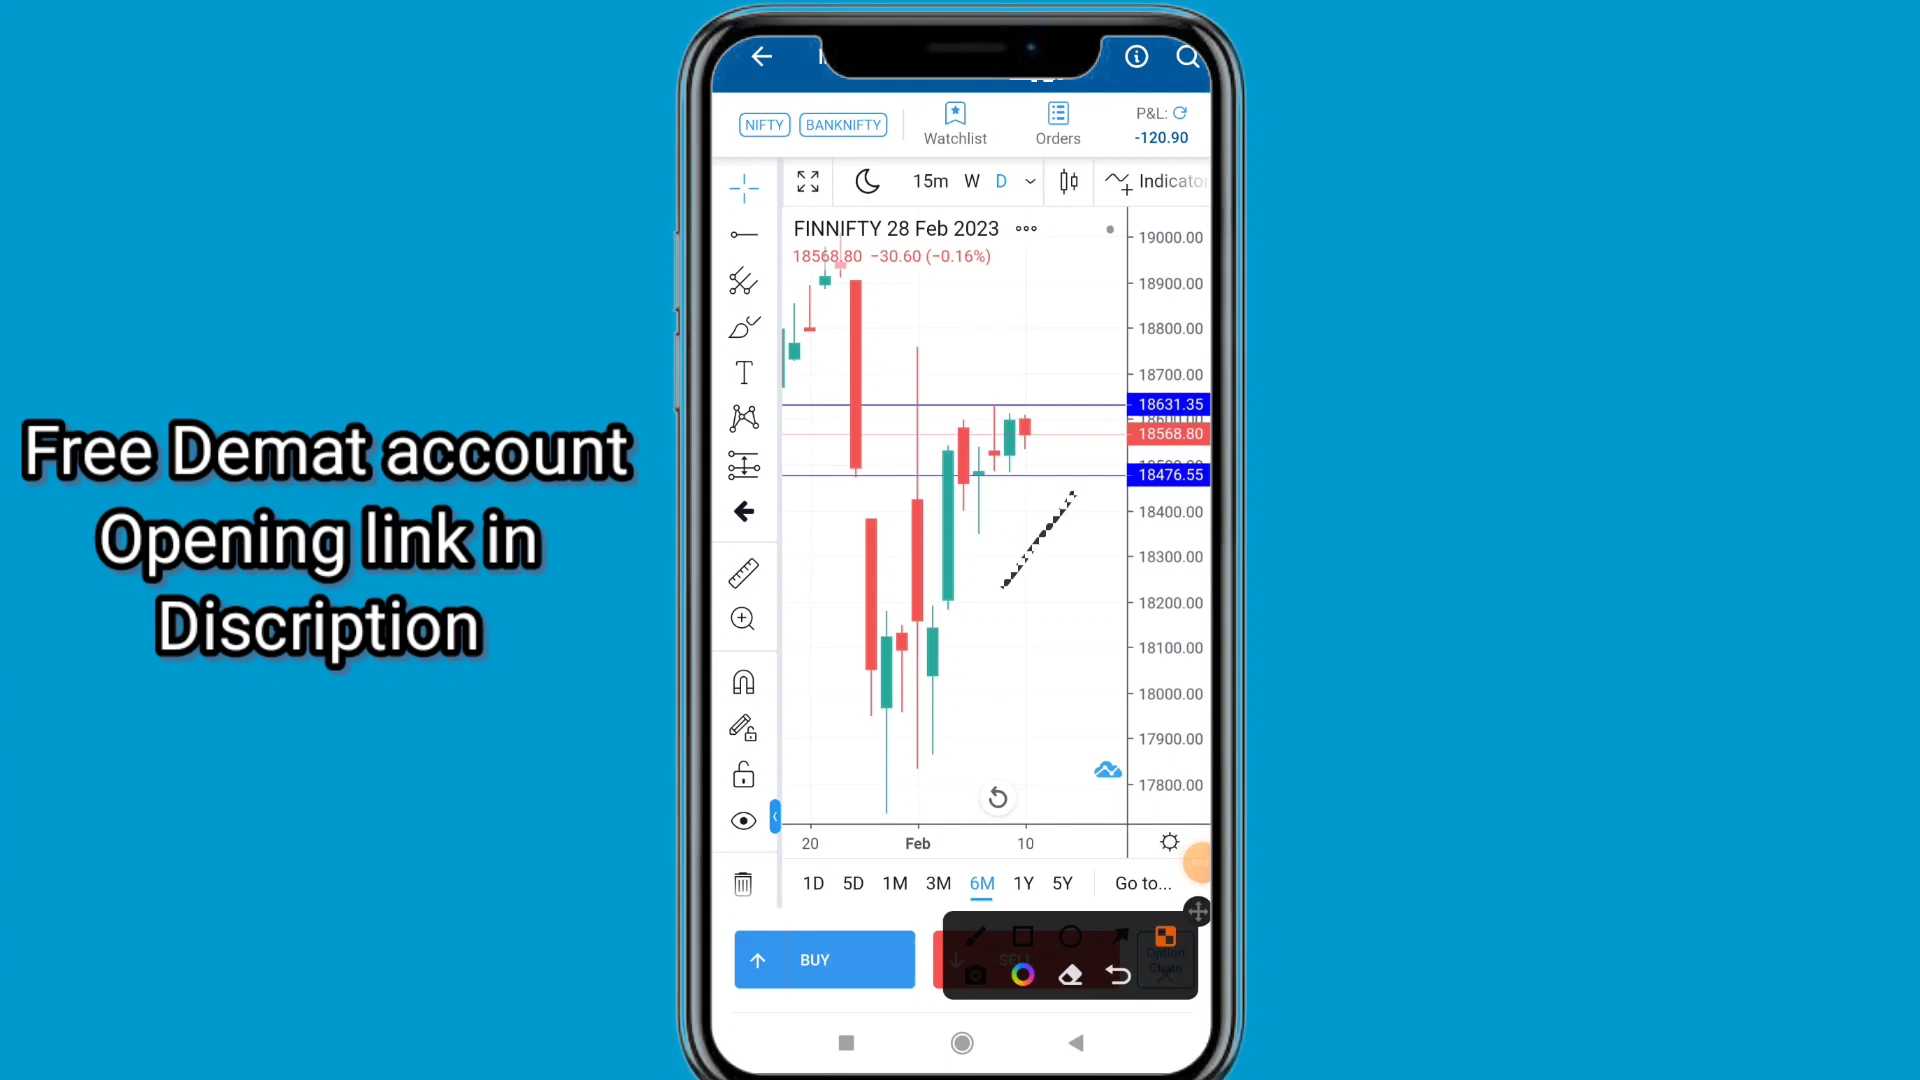 Free Demat account
Opening link in
Discription
NIFTY BANKNIFTY
Watchlist
Orders
P&L:
-120.90
15m W D
FINNIFTY 28 Feb 2023
18568.80 −30.60 (−0.16%)
19000.00
18900.00
18800.00
18700.00
18631.35
18568.80
18476.55
18400.00
18300.00
18200.00
18100.00
18000.00
17900.00
17800.00
20 Feb 10
1D 5D 1M 3M 6M 1Y 5Y Go to...
BUY
SELL
Option
Chain